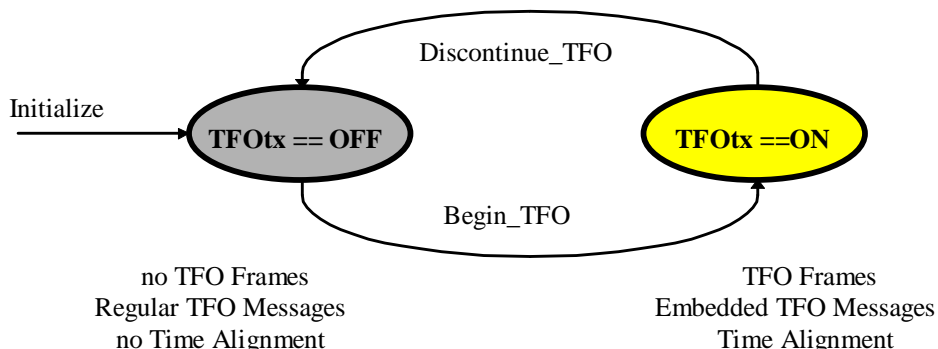 Discontinue_TFO
Initialize
TFOtx == OFF
TFOtx ==ON
Begin_TFO
no TFO Frames
Regular TFO Messages
no Time Alignment
TFO Frames
Embedded TFO Messages
Time Alignment